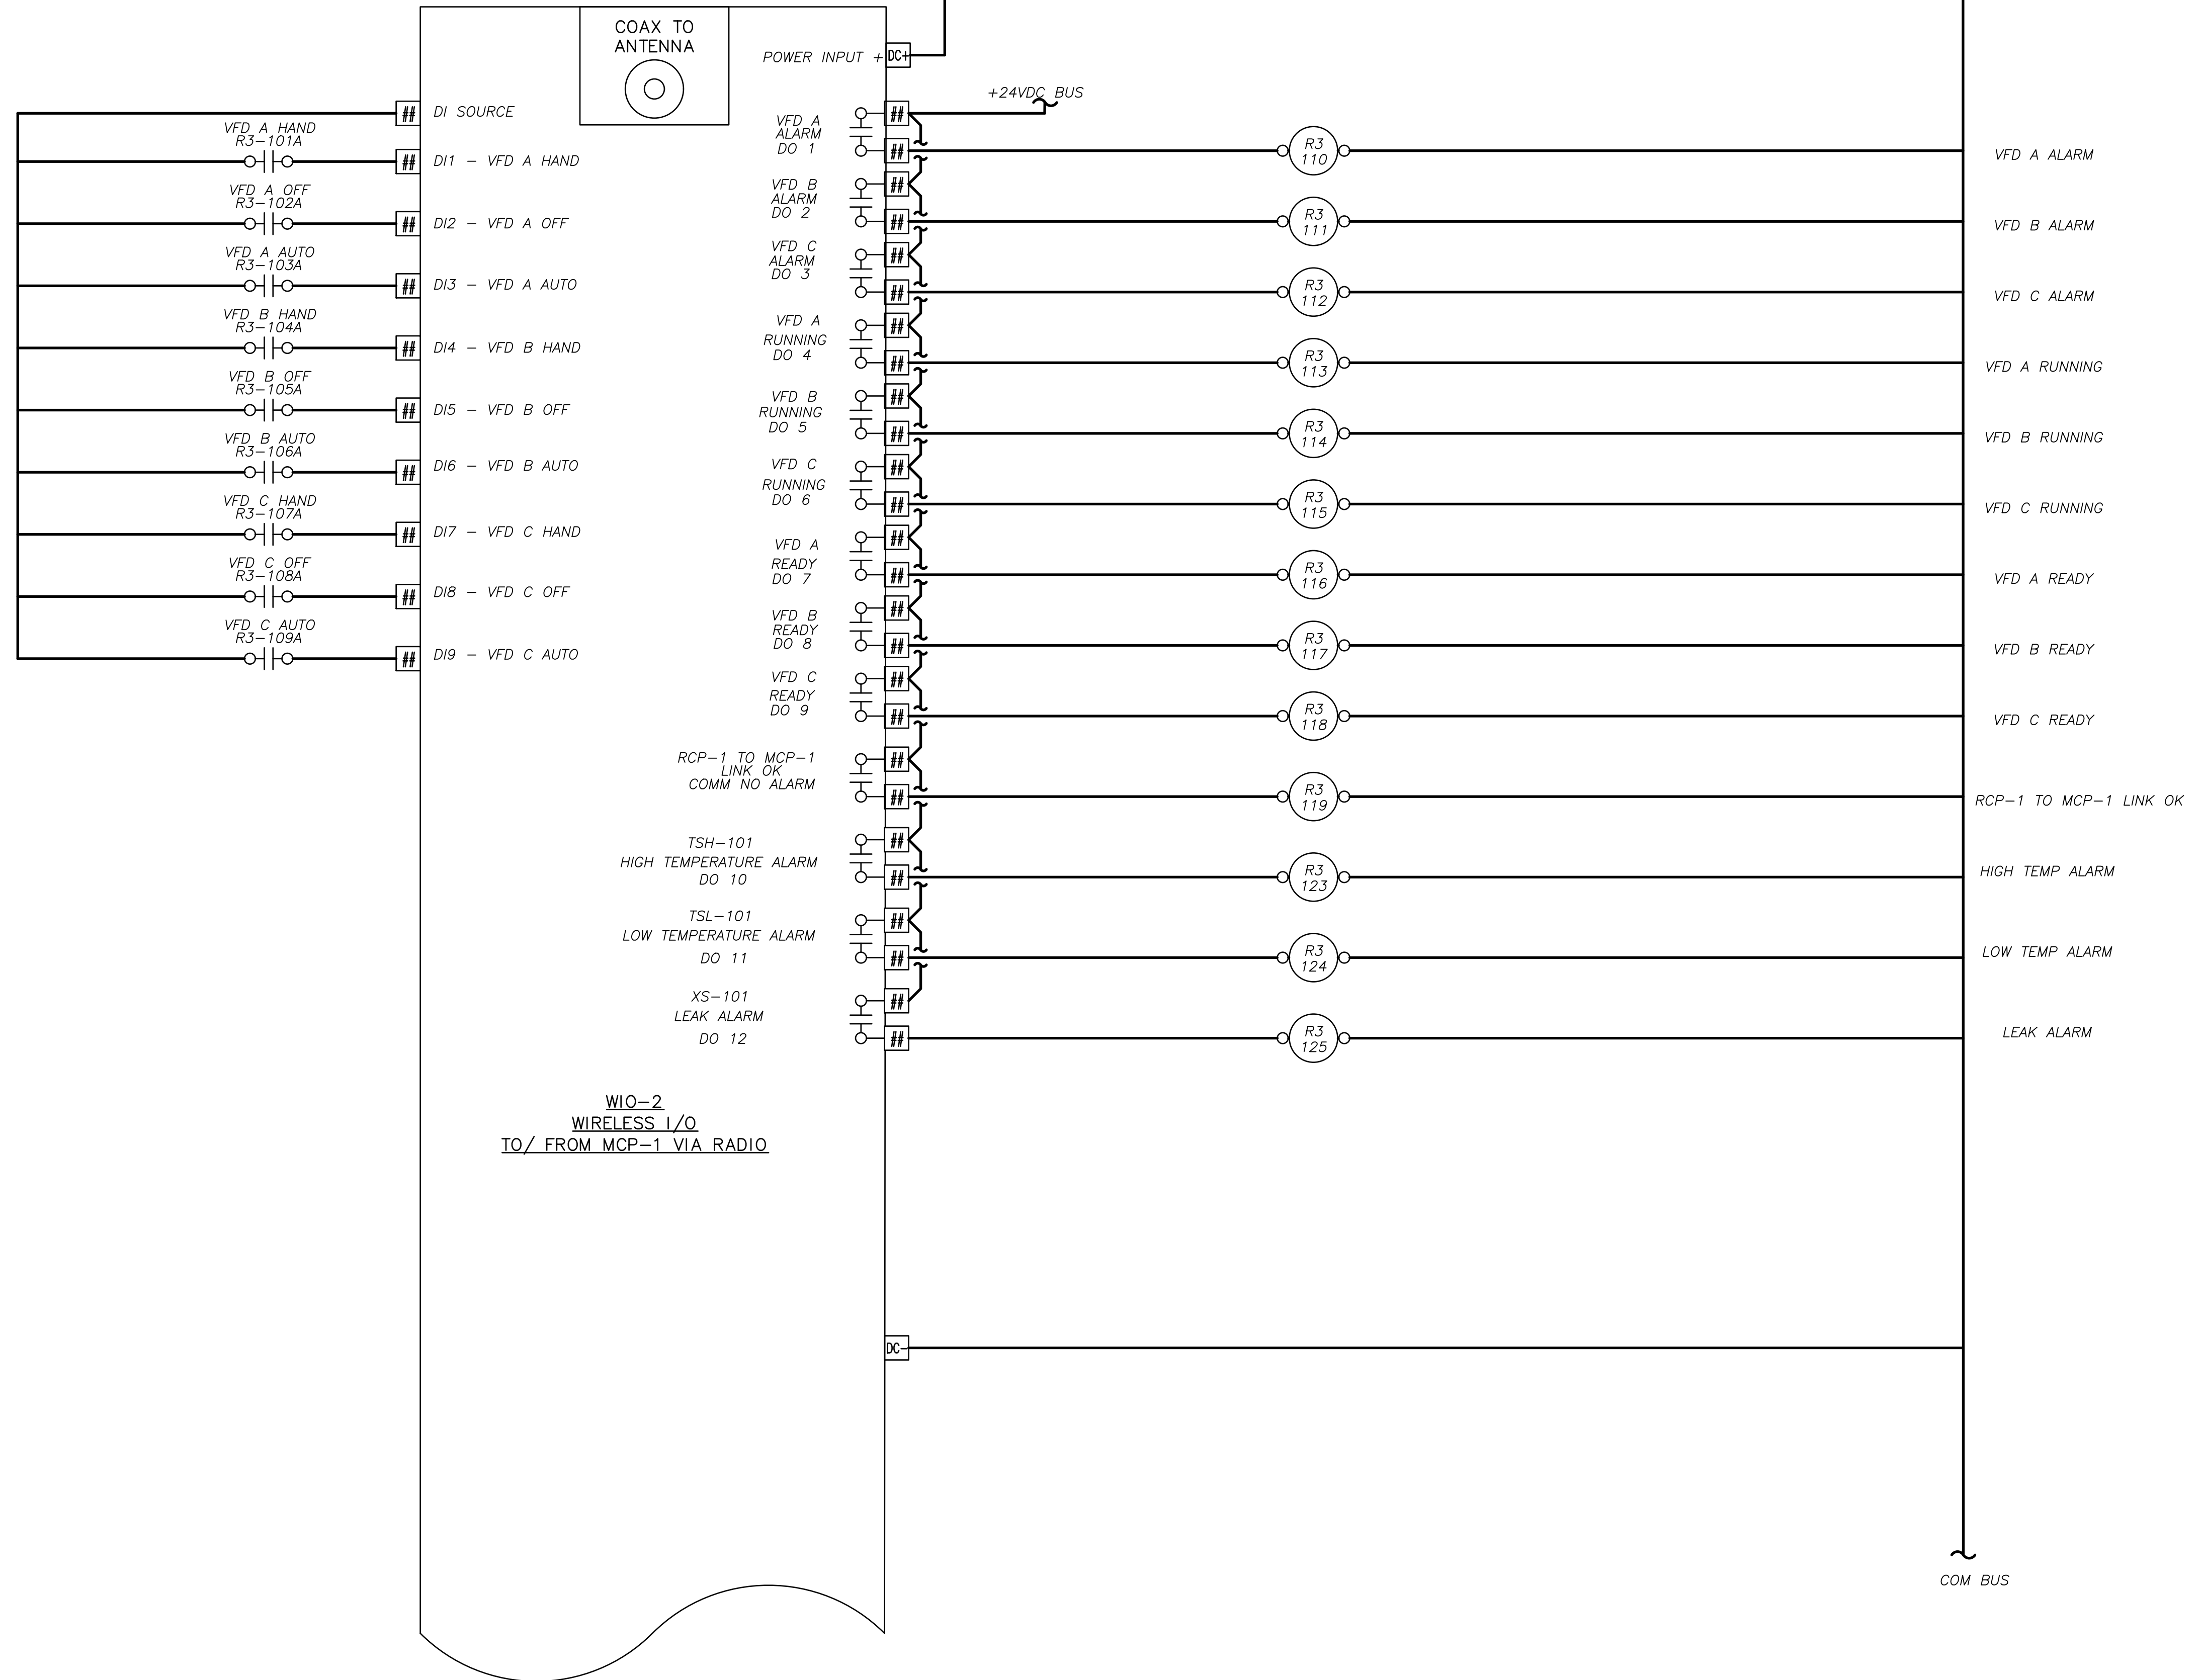 COAX TO
ANTENNA
POWER INPUT +
DC+
+24VDC BUS
##
DI SOURCE
VFD A HAND
R3-101A
##
DI1 - VFD A HAND
VFD A OFF
R3-102A
##
DI2 - VFD A OFF
VFD A AUTO
R3-103A
##
DI3 - VFD A AUTO
VFD B HAND
R3-104A
##
DI4 - VFD B HAND
VFD B OFF
R3-105A
##
DI5 - VFD B OFF
VFD B AUTO
R3-106A
##
DI6 - VFD B AUTO
VFD C HAND
R3-107A
##
DI7 - VFD C HAND
VFD C OFF
R3-108A
##
DI8 - VFD C OFF
VFD C AUTO
R3-109A
##
DI9 - VFD C AUTO
VFD A
ALARM
DO 1
##
##
R3
110
VFD A ALARM
VFD B
ALARM
DO 2
##
##
R3
111
VFD B ALARM
VFD C
ALARM
DO 3
##
##
R3
112
VFD C ALARM
VFD A
RUNNING
DO 4
##
##
R3
113
VFD A RUNNING
VFD B
RUNNING
DO 5
##
##
R3
114
VFD B RUNNING
VFD C
RUNNING
DO 6
##
##
R3
115
VFD C RUNNING
VFD A
READY
DO 7
##
##
R3
116
VFD A READY
VFD B
READY
DO 8
##
##
R3
117
VFD B READY
VFD C
READY
DO 9
##
##
R3
118
VFD C READY
RCP-1 TO MCP-1
LINK OK
COMM NO ALARM
##
##
R3
119
RCP-1 TO MCP-1 LINK OK
TSH-101
HIGH TEMPERATURE ALARM
DO 10
##
##
R3
123
HIGH TEMP ALARM
TSL-101
LOW TEMPERATURE ALARM
DO 11
##
##
R3
124
LOW TEMP ALARM
XS-101
LEAK ALARM
DO 12
##
##
R3
125
LEAK ALARM
WIO-2
WIRELESS I/O
TO/ FROM MCP-1 VIA RADIO
DC-
COM BUS